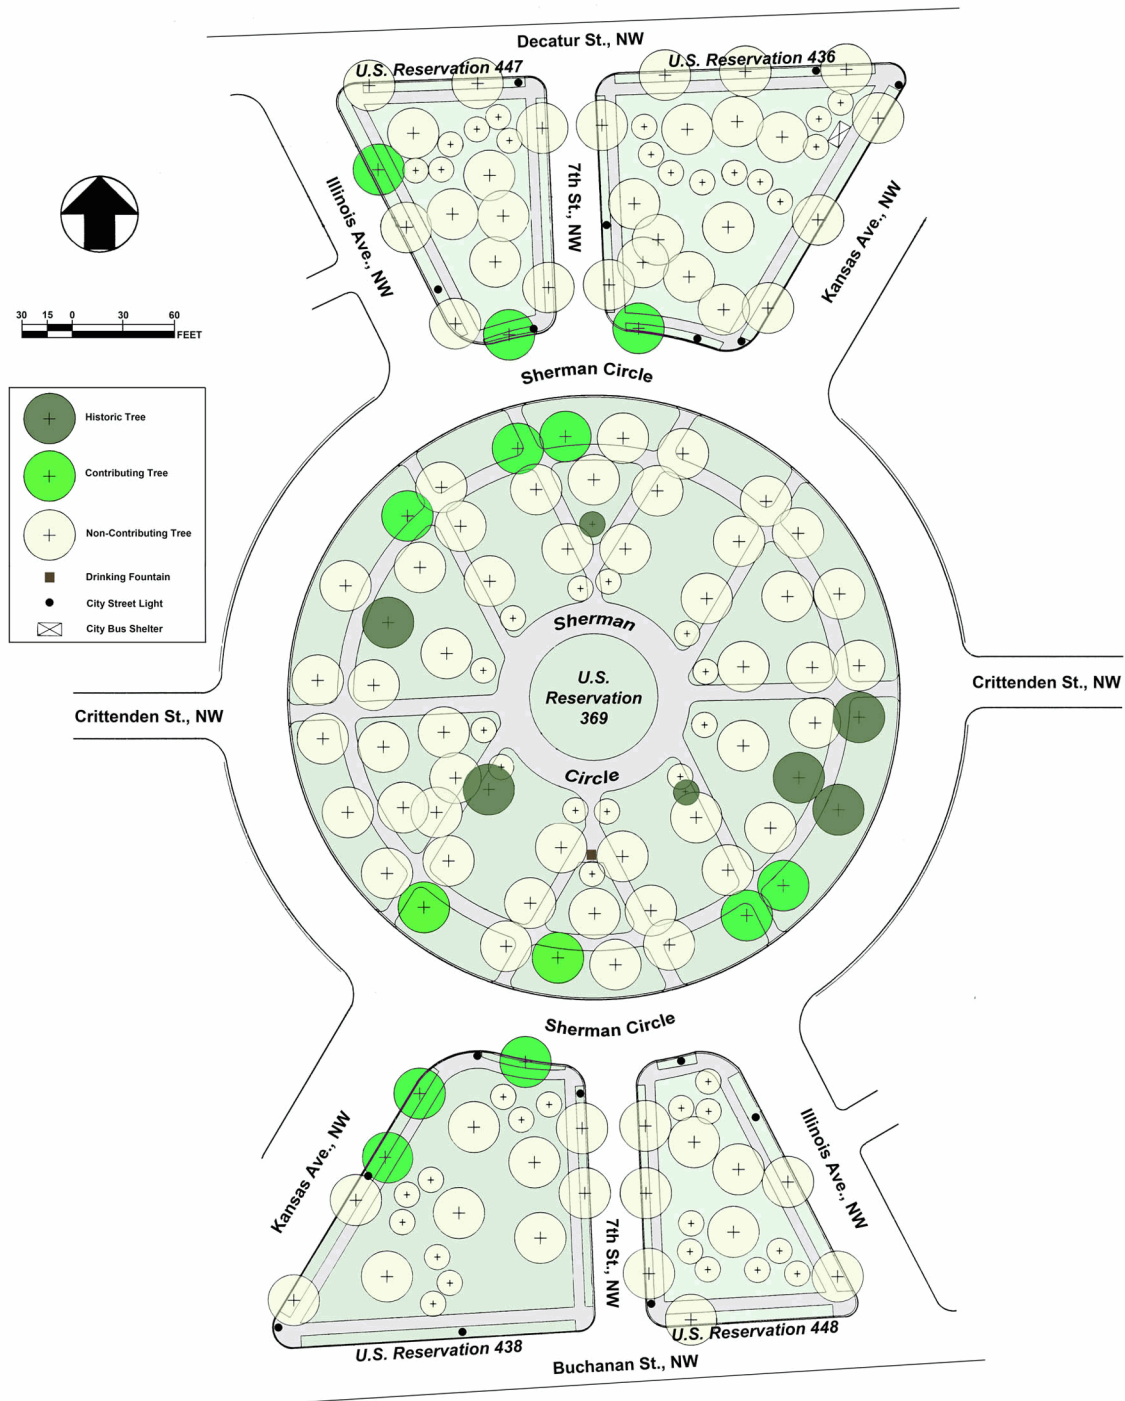 Decatur St., NW
U.S. Reservation 447
U.S. Reservation 436
Illinois Ave., NW
7th St., NW
Kansas Ave., NW
30 15 0 30 60
FEET
Sherman Circle
Historic Tree
Contributing Tree
Non-Contributing Tree
Drinking Fountain
City Street Light
City Bus Shelter
Sherman
U.S.
Reservation
369
Circle
Crittenden St., NW
Crittenden St., NW
Sherman Circle
Kansas Ave., NW
7th St., NW
Illinois Ave., NW
U.S. Reservation 438
U.S. Reservation 448
Buchanan St., NW